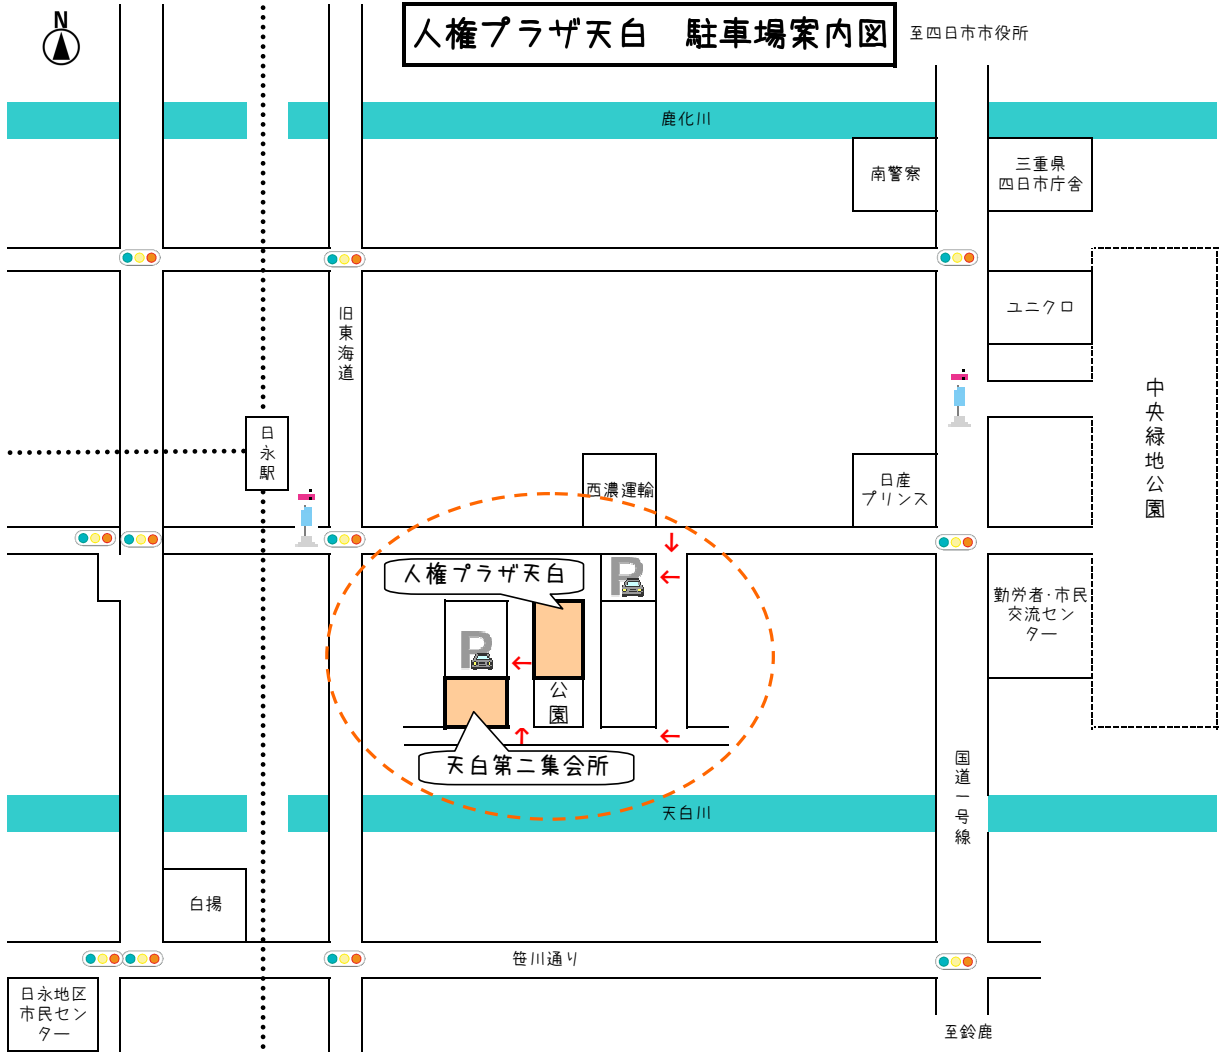 N
人権プラザ天白　駐車場案内図
至四日市市役所
鹿化川
南警察
三重県
四日市庁舎
ユニクロ
旧東海道
中央緑地公園
日永駅
西濃運輸
日産
プリンス
人権プラザ天白
P
勤労者・市民
交流セン
ター
P
公園
天白第二集会所
国道一号線
天白川
白揚
笹川通り
日永地区
市民セン
ター
至鈴鹿